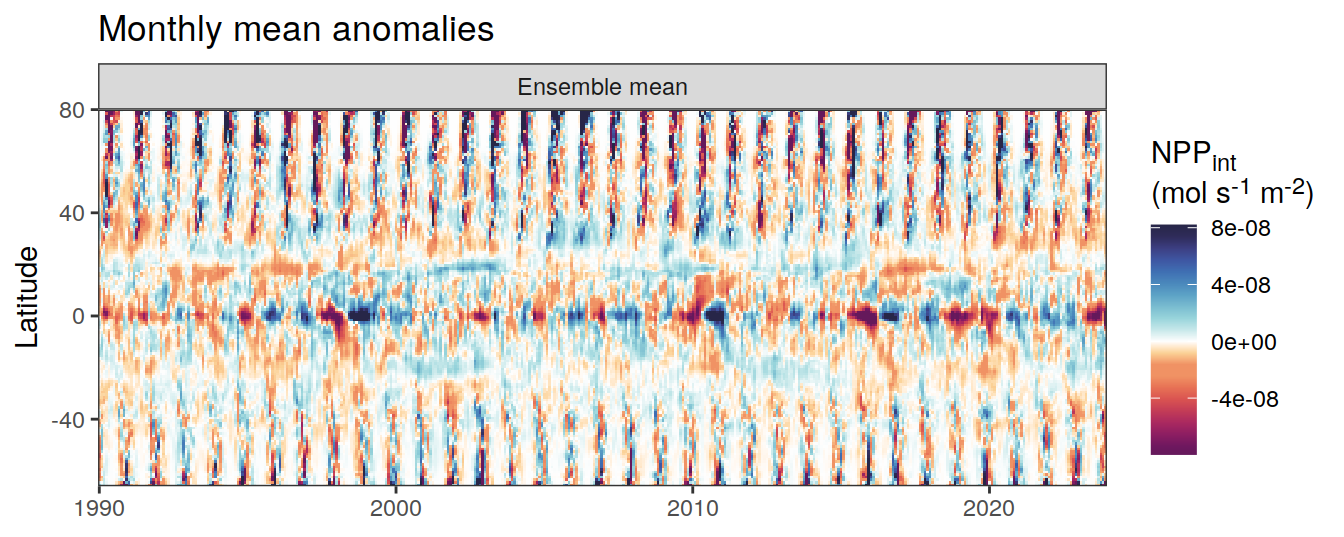 Monthly mean anomalies
Ensemble mean
Latitude
80
40
0
-40
1990
2000
2010
2020
NPPint
(mol s-1 m-2)
8e-08
4e-08
0e+00
-4e-08